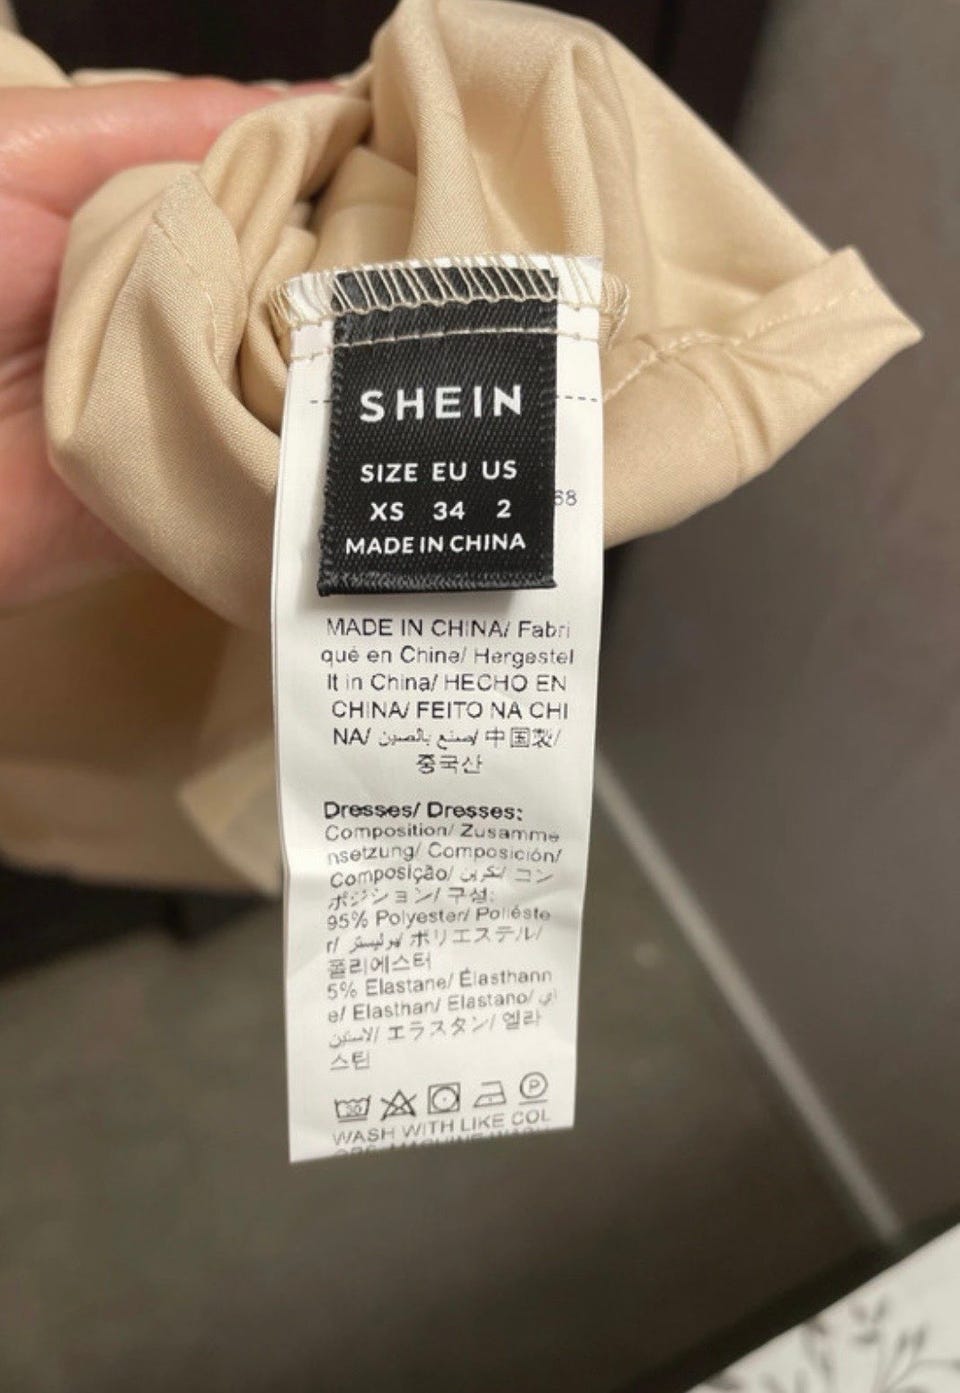 SHEIN
SIZE EU US
XS 34 2
MADE IN CHINA
68
MADE IN CHINA/ Fabri
qué en China/ Hergestel
lt in China/ HECHO EN
CHINA/ FEITO NA CHI
NA/ صنع بالصين/ 中国製/
중국산
Dresses/ Dresses:
Composition/ Zusamme
nsetzung/ Composición/
Composição/ تكوين/ コン
ポジション/ 구성:
95% Polyester/ Poliéste
r/ بوليستر/ ポリエステル/
폴리에스터
5% Elastane/ Élasthann
e/ Elasthan/ Elastano/
エラスタン/ 엘라
스틴
30
P
WASH WITH LIKE COL